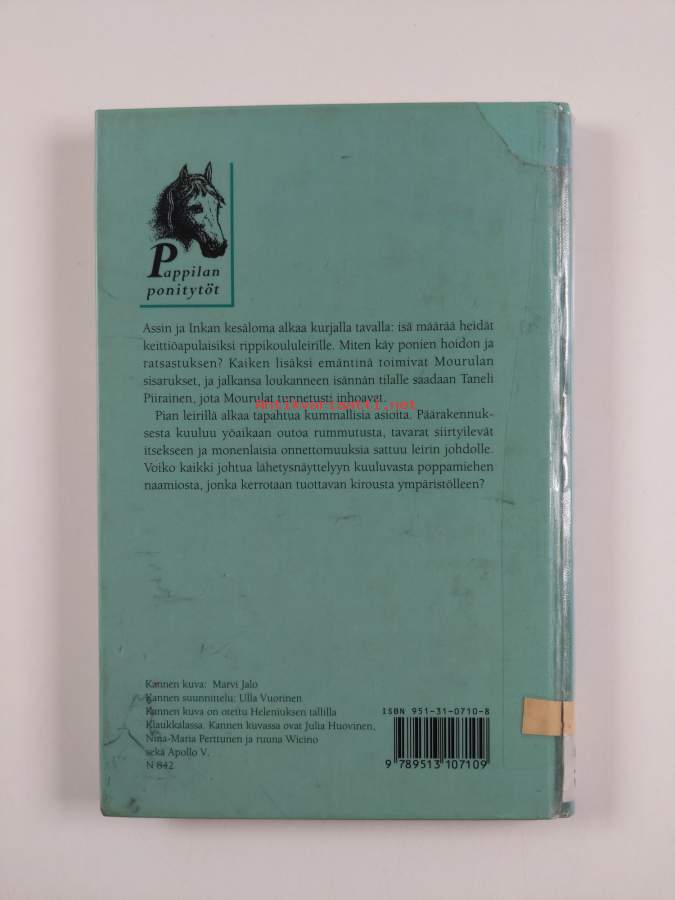 Pappilan
ponitytöt
Assin ja Inkan kesäloma alkaa kurjalla tavalla: isä määrää heidät
keittiöapulaisiksi rippikoululeirille. Miten käy ponien hoidon ja
ratsastuksen? Kaiken lisäksi emäntinä toimivat Mourulan
sisarukset, ja jalkansa loukanneen isännän tilalle saadaan Taneli
Piirainen, jota Mourulat tunnetusti inhoavat.
Antikvariaatti.net
Pian leirillä alkaa tapahtua kummallisia asioita. Päärakennuk-
sesta kuuluu yöaikaan outoa rummutusta, tavarat siirtyilevät
itsekseen ja monenlaisia onnettomuuksia sattuu leirin johdolle.
Voiko kaikki johtua lähetysnäyttelyyn kuuluvasta poppamiehen
naamiosta, jonka kerrotaan tuottavan kirousta ympäristölleen?
Kannen kuva: Marvi Jalo
Kannen suunnittelu: Ulla Vuorinen
Kannen kuva on otettu Heleniuksen tallilla
Klaukkalassa. Kannen kuvassa ovat Julia Huovinen,
Nina-Maria Perttunen ja ruuna Wicino
sekä Apollo V.
N 842
ISBN 951-31-0710-8
9 789513 107109